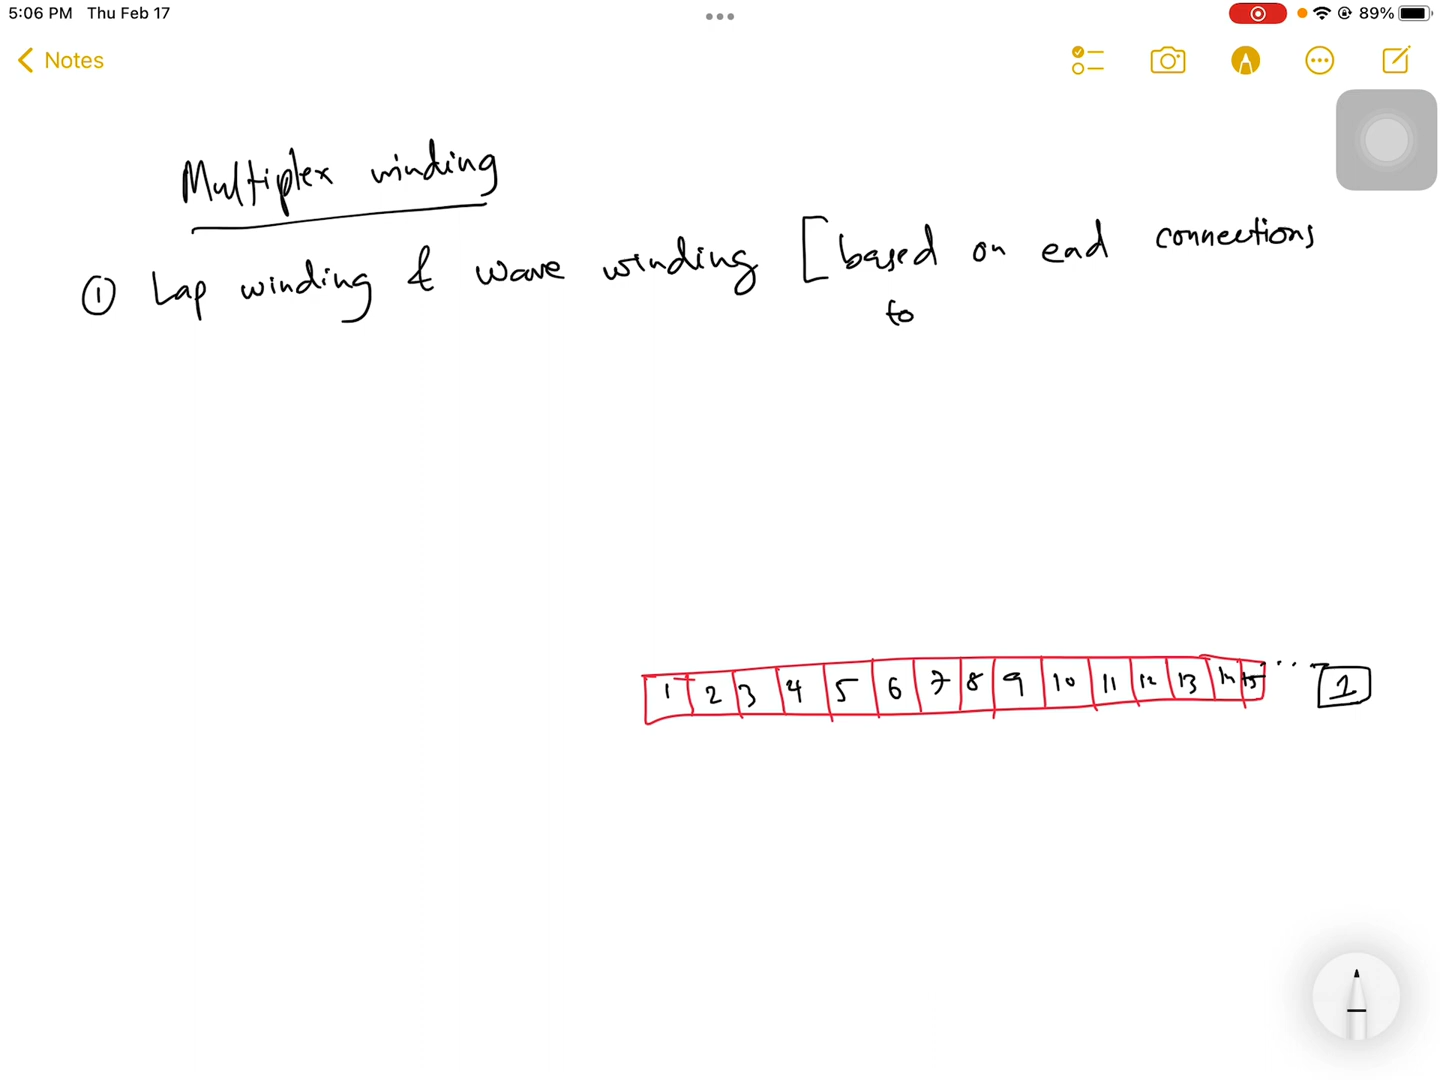 5:06 PM Thu Feb 17
89%
Notes
Multiplex winding
① Lap winding & wave winding [based on end connections
to
1 2 3 4 5 6 7 8 9 10 11 12 13 14 15 ... 1